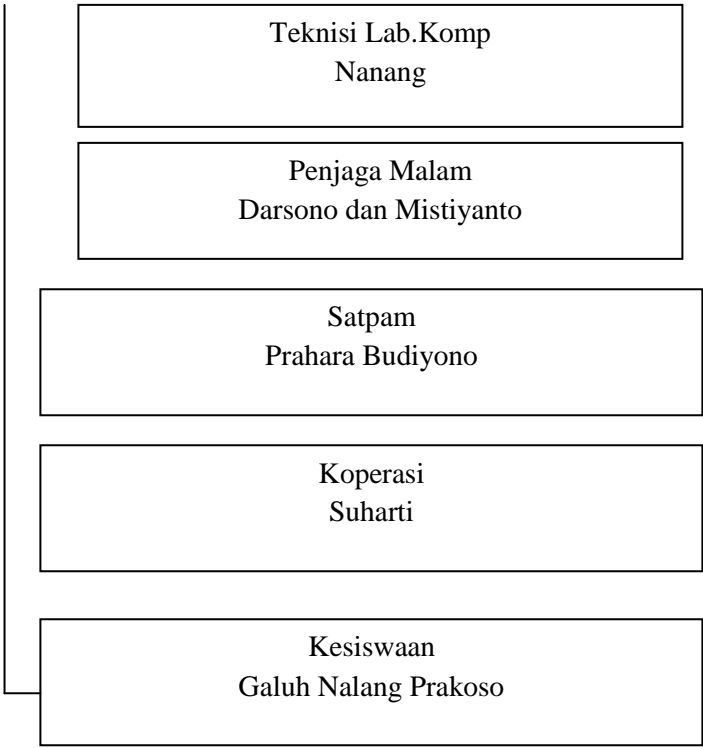 Teknisi Lab.Komp
Nanang
Penjaga Malam
Darsono dan Mistiyanto
Satpam
Prahara Budiyono
Koperasi
Suharti
Kesiswaan
Galuh Nalang Prakoso